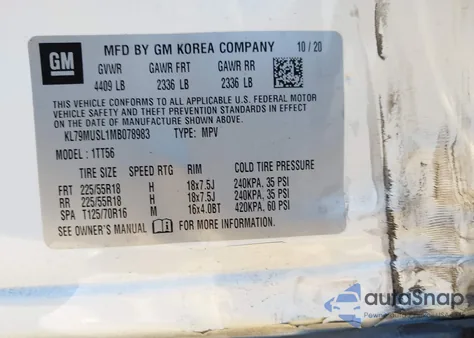 GM
MFD BY GM KOREA COMPANY 10 / 20
GVWR GAWR FRT GAWR RR
4409 LB 2336 LB 2336 LB
THIS VEHICLE CONFORMS TO ALL APPLICABLE U.S. FEDERAL MOTOR
VEHICLE SAFETY AND THEFT PREVENTION STANDARDS IN EFFECT ON THE
DATE OF MANUFACTURE SHOWN ABOVE.
KL79MUSL1MB078983 TYPE: MPV
MODEL : 1TT56
TIRE SIZE SPEED RTG RIM COLD TIRE PRESSURE
FRT 225/55R18 H 18x7.5J 240KPA, 35 PSI
RR 225/55R18 H 18x7.5J 240KPA, 35 PSI
SPA T125/70R16 M 16x4.0BT 420KPA, 60 PSI
SEE OWNER'S MANUAL FOR MORE INFORMATION.
autoSnap